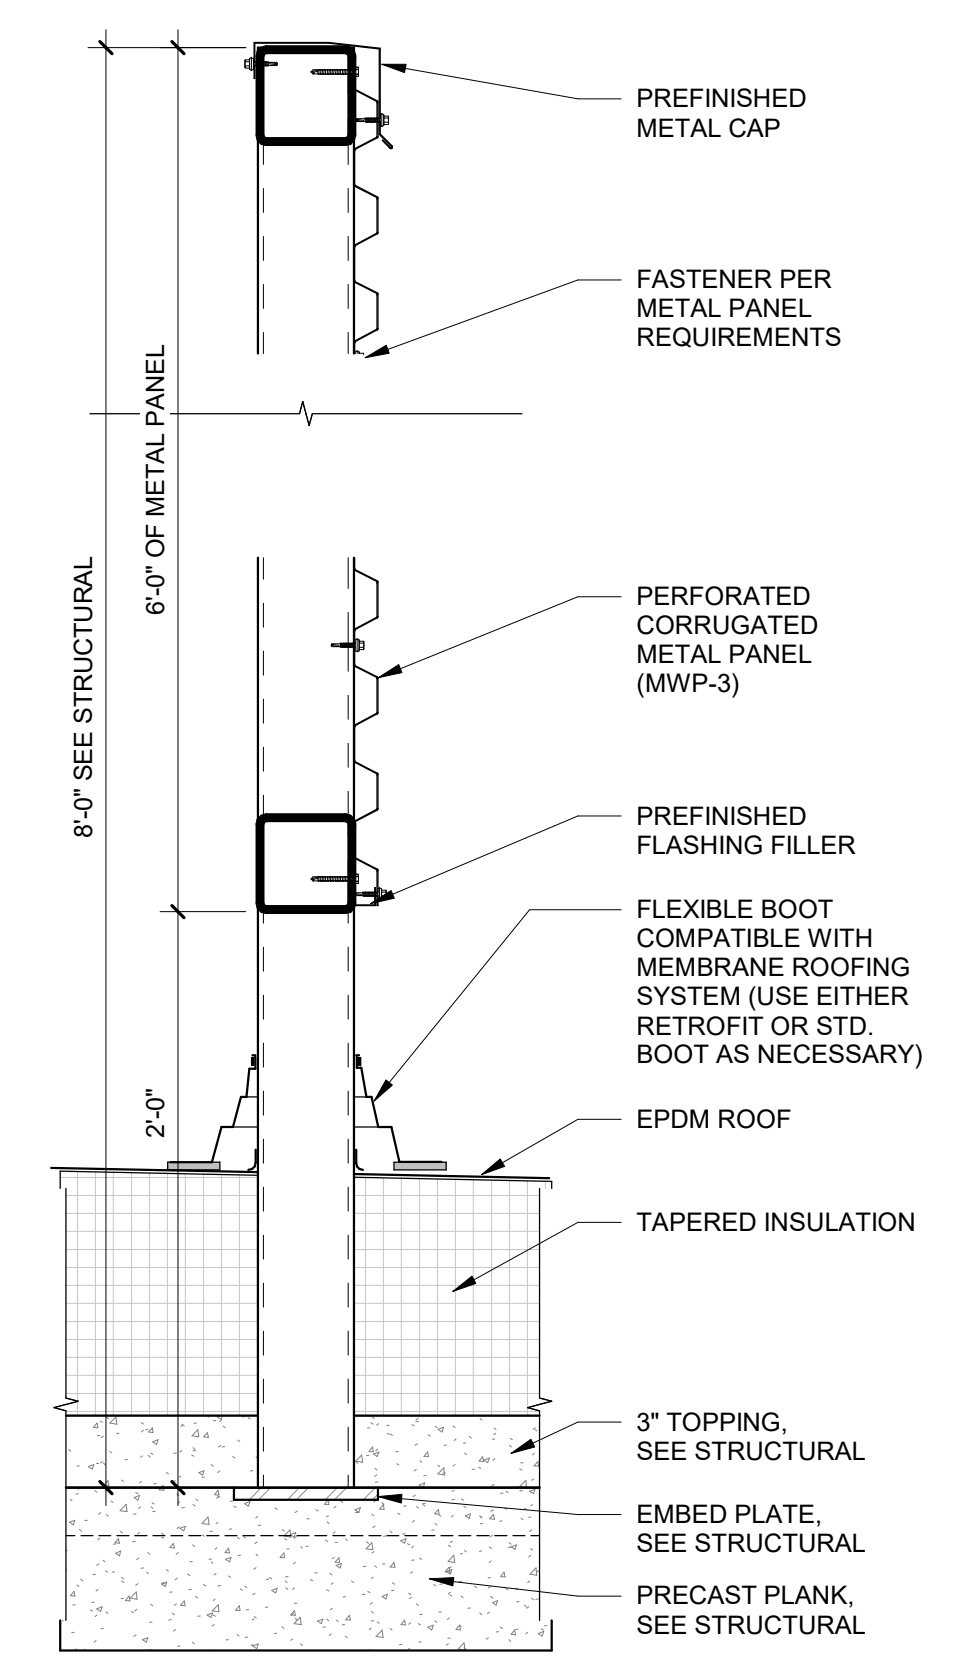 PREFINISHED
METAL CAP
FASTENER PER
METAL PANEL
REQUIREMENTS
6'-0" OF METAL PANEL
8'-0" SEE STRUCTURAL
PERFORATED
CORRUGATED
METAL PANEL
(MWP-3)
PREFINISHED
FLASHING FILLER
FLEXIBLE BOOT
COMPATIBLE WITH
MEMBRANE ROOFING
SYSTEM (USE EITHER
RETROFIT OR STD.
BOOT AS NECESSARY)
2'-0"
EPDM ROOF
TAPERED INSULATION
3" TOPPING,
SEE STRUCTURAL
EMBED PLATE,
SEE STRUCTURAL
PRECAST PLANK,
SEE STRUCTURAL